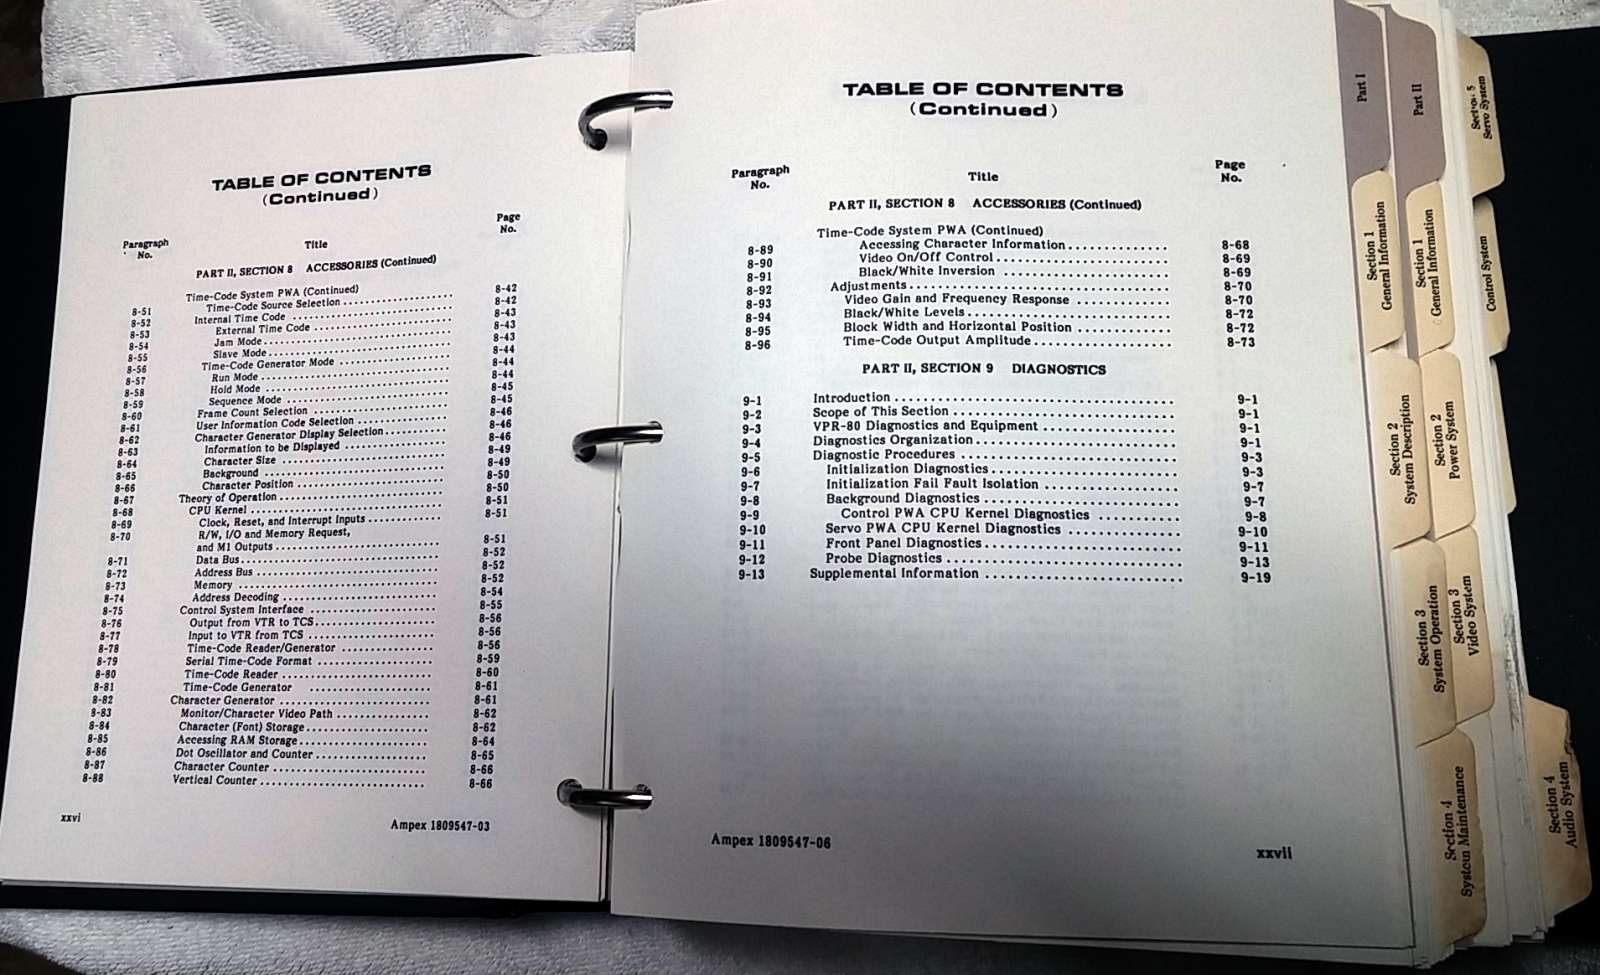 TABLE OF CONTENTS
(Continued)
Paragraph No. Title Page No.
PART II, SECTION 8 ACCESSORIES (Continued)
Time-Code System PWA (Continued)
8-51 Time-Code Source Selection 8-42
8-52 Internal Time Code 8-42
8-53 External Time Code 8-43
8-54 Jam Mode 8-43
8-55 Slave Mode 8-43
8-56 Time-Code Generator Mode 8-44
8-57 Run Mode 8-44
8-58 Hold Mode 8-44
8-59 Sequence Mode 8-45
8-60 Frame Count Selection 8-45
8-61 User Information Code Selection 8-46
8-62 Character Generator Display Selection 8-46
8-63 Information to be Displayed 8-46
8-64 Character Size 8-49
8-65 Background 8-49
8-66 Character Position 8-50
8-67 Theory of Operation 8-50
8-68 CPU Kernel 8-51
8-69 Clock, Reset, and Interrupt Inputs 8-51
8-70 R/W, I/O and Memory Request,
and M1 Outputs 8-51
8-71 Data Bus 8-52
8-72 Address Bus 8-52
8-73 Memory 8-52
8-74 Address Decoding 8-54
8-75 Control System Interface 8-55
8-76 Output from VTR to TCS 8-56
8-77 Input to VTR from TCS 8-56
8-78 Time-Code Reader/Generator 8-56
8-79 Serial Time-Code Format 8-59
8-80 Time-Code Reader 8-60
8-81 Time-Code Generator 8-61
8-82 Character Generator 8-61
8-83 Monitor/Character Video Path 8-62
8-84 Character (Font) Storage 8-62
8-85 Accessing RAM Storage 8-64
8-86 Dot Oscillator and Counter 8-65
8-87 Character Counter 8-66
8-88 Vertical Counter 8-66
xxvi Ampex 1809547-03
TABLE OF CONTENTS
(Continued)
Paragraph No. Title Page No.
PART II, SECTION 8 ACCESSORIES (Continued)
Time-Code System PWA (Continued)
8-89 Accessing Character Information 8-68
8-90 Video On/Off Control 8-69
8-91 Black/White Inversion 8-69
8-92 Adjustments 8-70
8-93 Video Gain and Frequency Response 8-70
8-94 Black/White Levels 8-72
8-95 Block Width and Horizontal Position 8-72
8-96 Time-Code Output Amplitude 8-73
PART II, SECTION 9 DIAGNOSTICS
9-1 Introduction 9-1
9-2 Scope of This Section 9-1
9-3 VPR-80 Diagnostics and Equipment 9-1
9-4 Diagnostics Organization 9-1
9-5 Diagnostic Procedures 9-3
9-6 Initialization Diagnostics 9-3
9-7 Initialization Fail Fault Isolation 9-7
9-8 Background Diagnostics 9-7
9-9 Control PWA CPU Kernel Diagnostics 9-8
9-10 Servo PWA CPU Kernel Diagnostics 9-10
9-11 Front Panel Diagnostics 9-11
9-12 Probe Diagnostics 9-13
9-13 Supplemental Information 9-19
Ampex 1809547-06 xxvii
Part I
Section 1
General Information
Section 2
System Description
Section 3
System Operation
Section 4
System Maintenance
Part II
Section 1
General Information
Section 2
Power System
Section 3
Video System
Section 4
Audio System
Section 5
Servo System
Control System